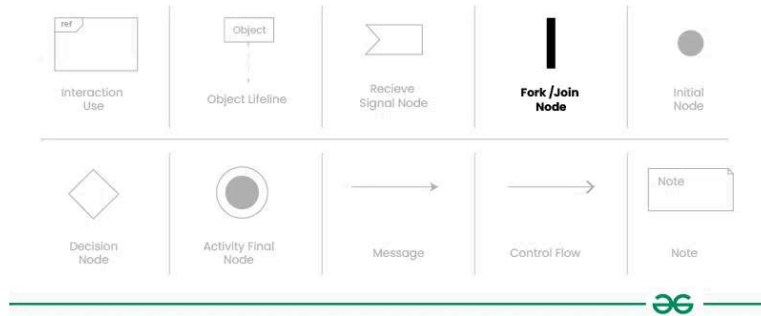 ref
Object
Interaction
Use
Object Lifeline
Recieve
Signal Node
Fork /Join
Node
Initial
Node
Note
Decision
Node
Activity Final
Node
Message
Control Flow
Note